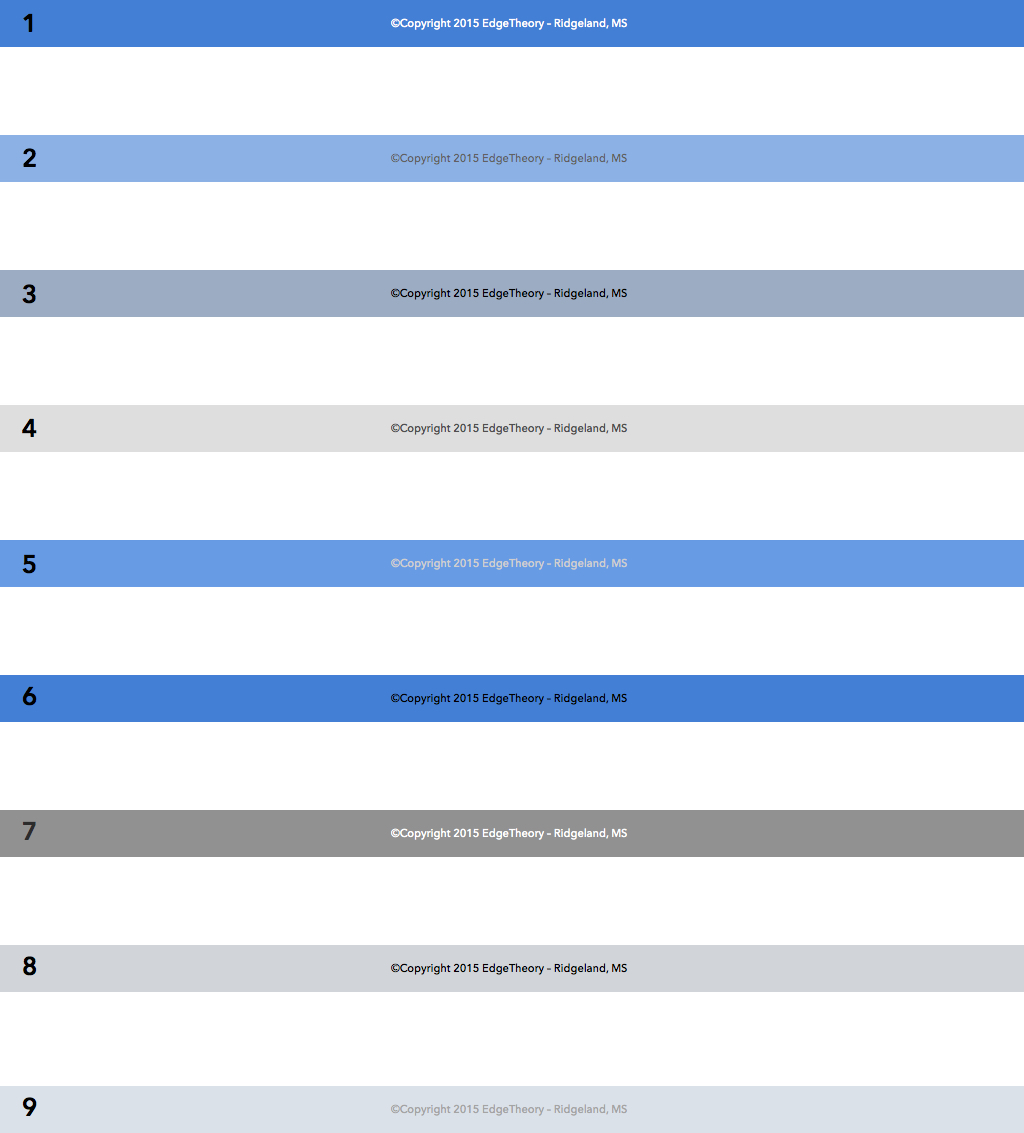 1 ©Copyright 2015 EdgeTheory - Ridgeland, MS
2 ©Copyright 2015 EdgeTheory - Ridgeland, MS
3 ©Copyright 2015 EdgeTheory - Ridgeland, MS
4 ©Copyright 2015 EdgeTheory - Ridgeland, MS
5 ©Copyright 2015 EdgeTheory - Ridgeland, MS
6 ©Copyright 2015 EdgeTheory - Ridgeland, MS
7 ©Copyright 2015 EdgeTheory - Ridgeland, MS
8 ©Copyright 2015 EdgeTheory - Ridgeland, MS
9 ©Copyright 2015 EdgeTheory - Ridgeland, MS